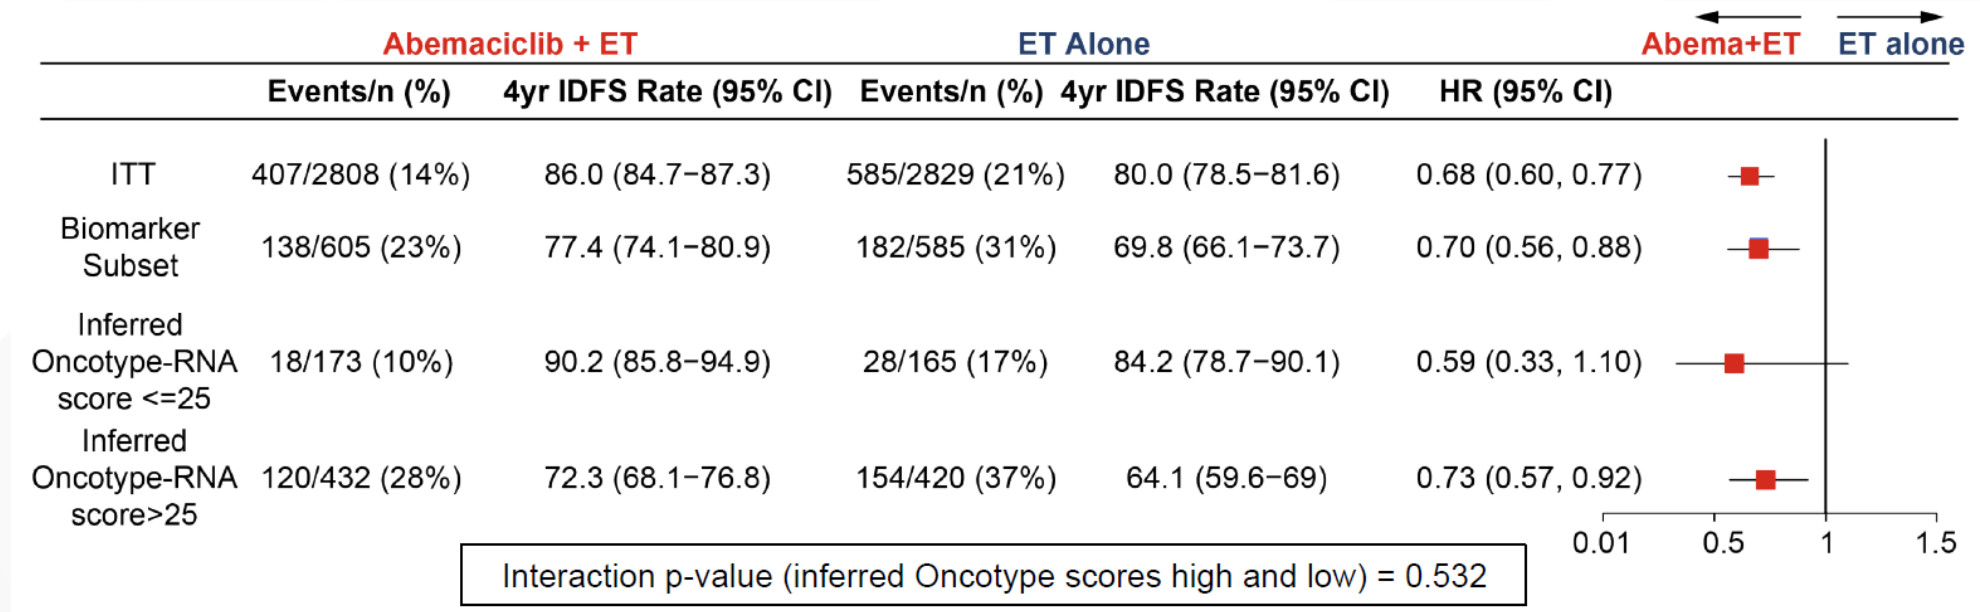 Abemaciclib + ET ET Alone Abema+ET ET alone
Events/n (%) 4yr IDFS Rate (95% CI) Events/n (%) 4yr IDFS Rate (95% CI) HR (95% CI)
ITT 407/2808 (14%) 86.0 (84.7−87.3) 585/2829 (21%) 80.0 (78.5−81.6) 0.68 (0.60, 0.77)
Biomarker
Subset 138/605 (23%) 77.4 (74.1−80.9) 182/585 (31%) 69.8 (66.1−73.7) 0.70 (0.56, 0.88)
Inferred
Oncotype-RNA 18/173 (10%) 90.2 (85.8−94.9) 28/165 (17%) 84.2 (78.7−90.1) 0.59 (0.33, 1.10)
score <=25
Inferred
Oncotype-RNA 120/432 (28%) 72.3 (68.1−76.8) 154/420 (37%) 64.1 (59.6−69) 0.73 (0.57, 0.92)
score>25
0.01 0.5 1 1.5
Interaction p-value (inferred Oncotype scores high and low) = 0.532